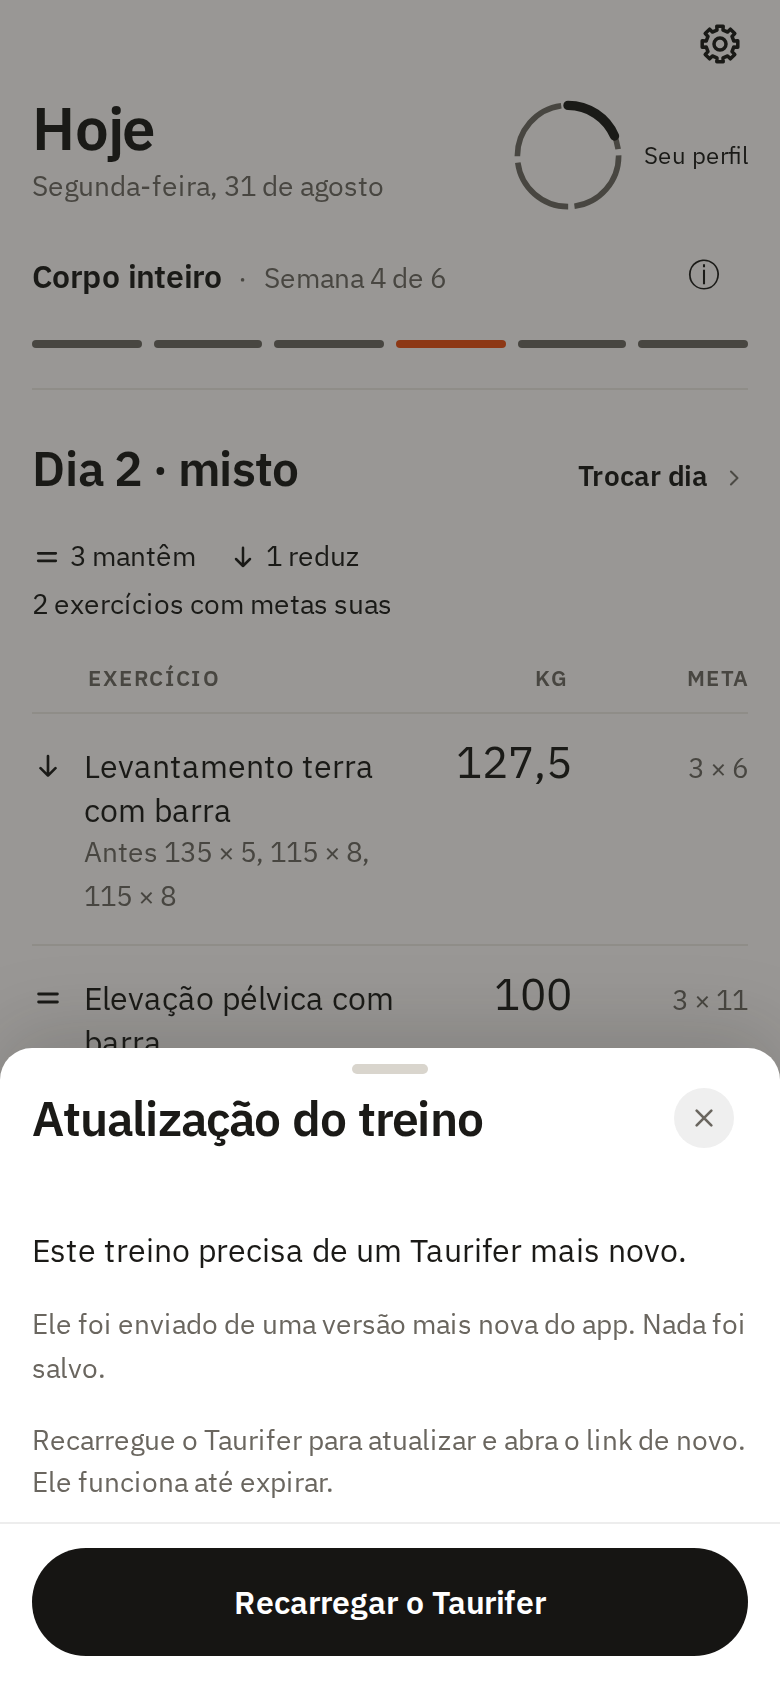 Hoje
Segunda-feira, 31 de agosto
Seu perfil
Corpo inteiro · Semana 4 de 6
Dia 2 · misto
Trocar dia
3 mantêm
1 reduz
2 exercícios com metas suas
EXERCÍCIO KG META
Levantamento terra 127,5 3 × 6
com barra
Antes 135 × 5, 115 × 8,
115 × 8
Elevação pélvica com 100 3 × 11
barra
Atualização do treino
Este treino precisa de um Taurifer mais novo.
Ele foi enviado de uma versão mais nova do app. Nada foi
salvo.
Recarregue o Taurifer para atualizar e abra o link de novo.
Ele funciona até expirar.
Recarregar o Taurifer